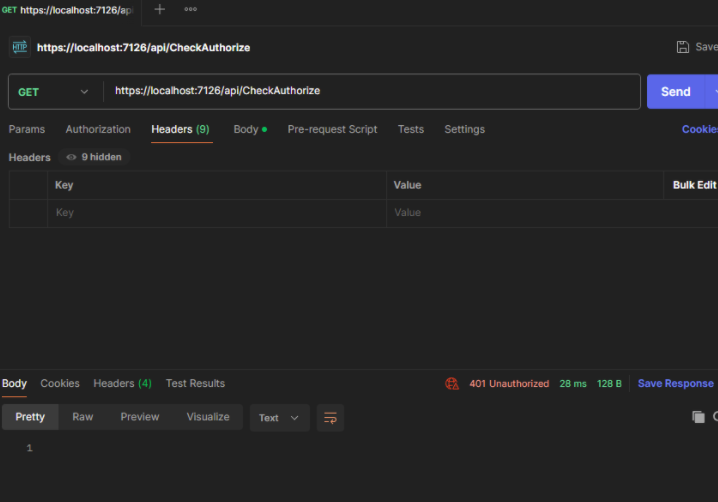 GET https://localhost:7126/ap
HTTP https://localhost:7126/api/CheckAuthorize Save
GET https://localhost:7126/api/CheckAuthorize Send
Params Authorization Headers (9) Body Pre-request Script Tests Settings Cookies
Headers 9 hidden
Key Value Bulk Edit
Key Value
Body Cookies Headers (4) Test Results 401 Unauthorized 28 ms 128 B Save Response
Pretty Raw Preview Visualize Text
1